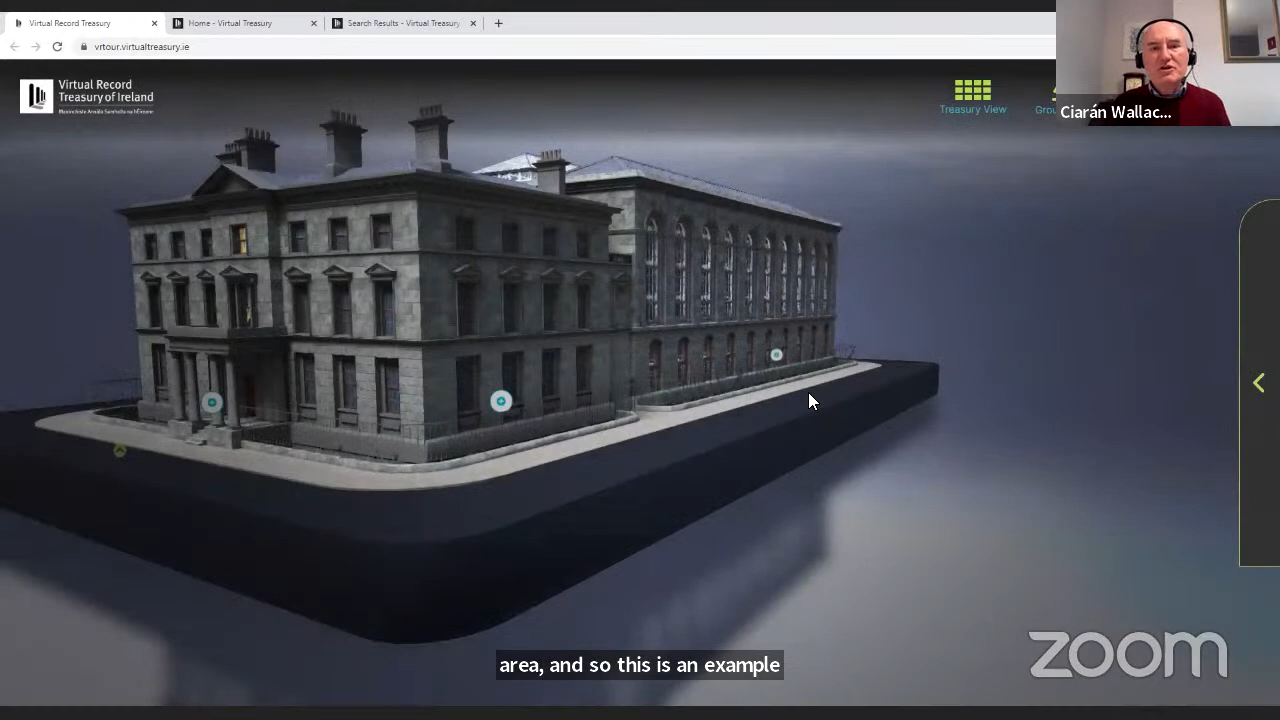 Virtual Record Treasury
Home - Virtual Treasury
Search Results - Virtual Treasury
vrtour.virtualtreasury.ie
Virtual Record
Treasury of Ireland
Treasury View
Grou
Ciarán Wallac...
area, and so this is an example
zoom